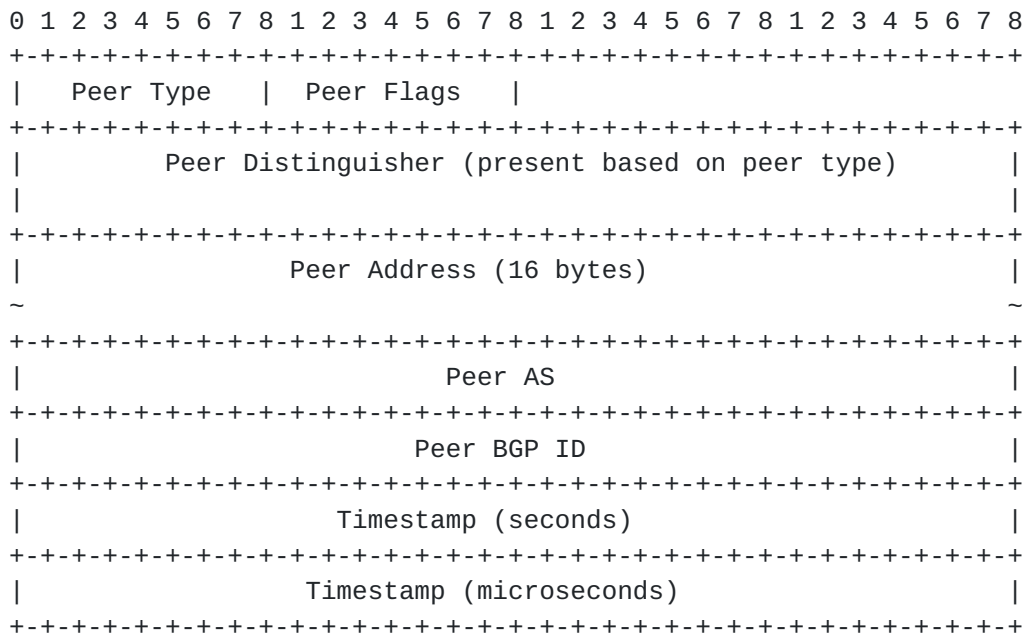 0 1 2 3 4 5 6 7 8 1 2 3 4 5 6 7 8 1 2 3 4 5 6 7 8 1 2 3 4 5 6 7 8
+-+-+-+-+-+-+-+-+-+-+-+-+-+-+-+-+-+-+-+-+-+-+-+-+-+-+-+-+-+-+-+-+
|   Peer Type   |  Peer Flags   |
+-+-+-+-+-+-+-+-+-+-+-+-+-+-+-+-+-+-+-+-+-+-+-+-+-+-+-+-+-+-+-+-+
|         Peer Distinguisher (present based on peer type)       |
|                                                               |
+-+-+-+-+-+-+-+-+-+-+-+-+-+-+-+-+-+-+-+-+-+-+-+-+-+-+-+-+-+-+-+-+
|                 Peer Address (16 bytes)                       |
~                                                               ~
+-+-+-+-+-+-+-+-+-+-+-+-+-+-+-+-+-+-+-+-+-+-+-+-+-+-+-+-+-+-+-+-+
|                           Peer AS                             |
+-+-+-+-+-+-+-+-+-+-+-+-+-+-+-+-+-+-+-+-+-+-+-+-+-+-+-+-+-+-+-+-+
|                         Peer BGP ID                           |
+-+-+-+-+-+-+-+-+-+-+-+-+-+-+-+-+-+-+-+-+-+-+-+-+-+-+-+-+-+-+-+-+
|                    Timestamp (seconds)                        |
+-+-+-+-+-+-+-+-+-+-+-+-+-+-+-+-+-+-+-+-+-+-+-+-+-+-+-+-+-+-+-+-+
|                  Timestamp (microseconds)                     |
+-+-+-+-+-+-+-+-+-+-+-+-+-+-+-+-+-+-+-+-+-+-+-+-+-+-+-+-+-+-+-+-+